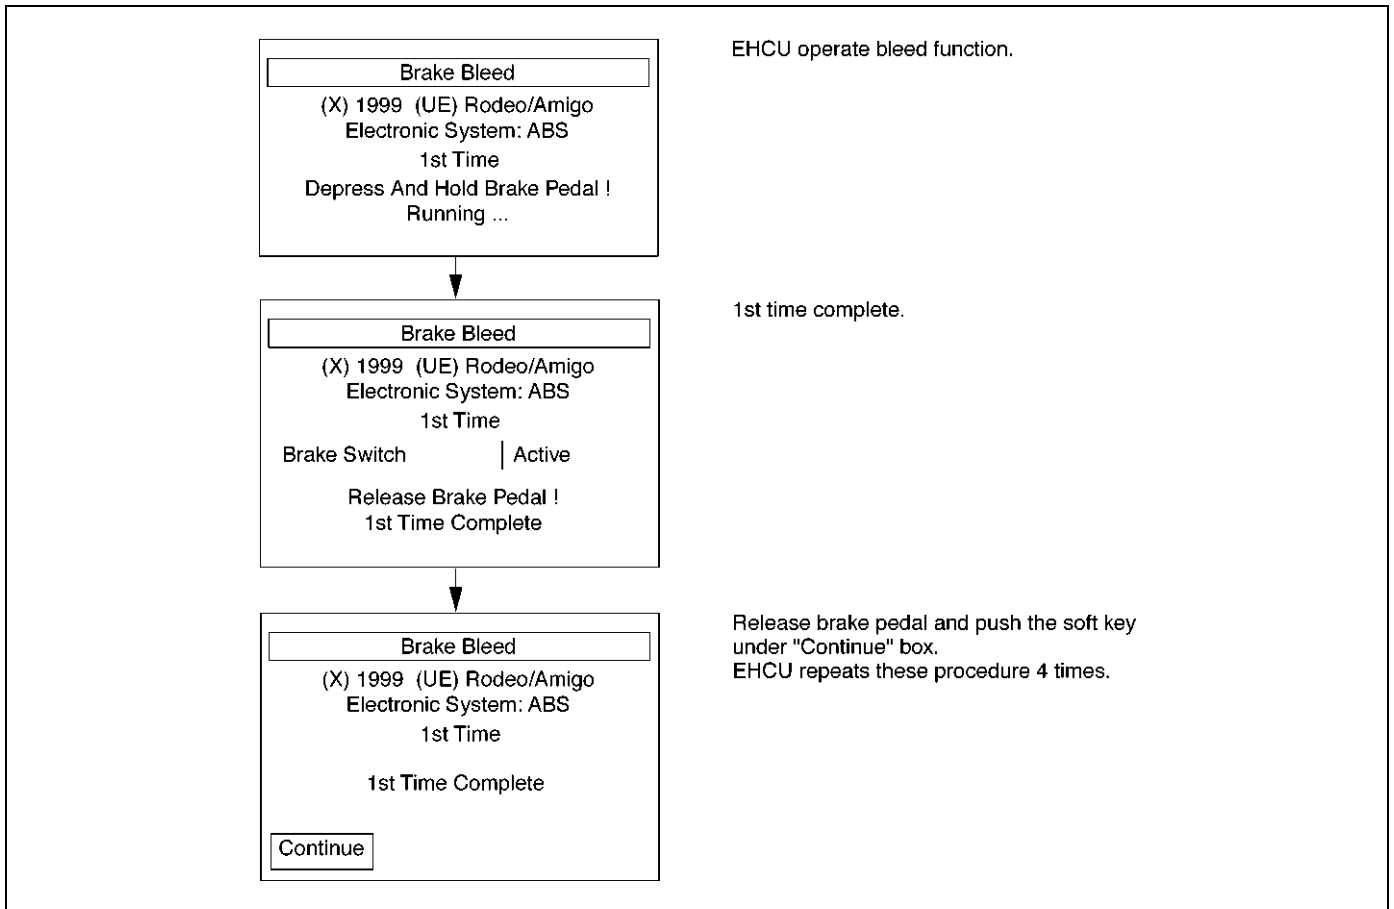 Brake Bleed
(X) 1999 (UE) Rodeo/Amigo
Electronic System: ABS
1st Time
Depress And Hold Brake Pedal !
Running ...
EHCU operate bleed function.
Brake Bleed
(X) 1999 (UE) Rodeo/Amigo
Electronic System: ABS
1st Time
Brake Switch | Active
Release Brake Pedal !
1st Time Complete
1st time complete.
Brake Bleed
(X) 1999 (UE) Rodeo/Amigo
Electronic System: ABS
1st Time
1st Time Complete
Continue
Release brake pedal and push the soft key
under "Continue" box.
EHCU repeats these procedure 4 times.